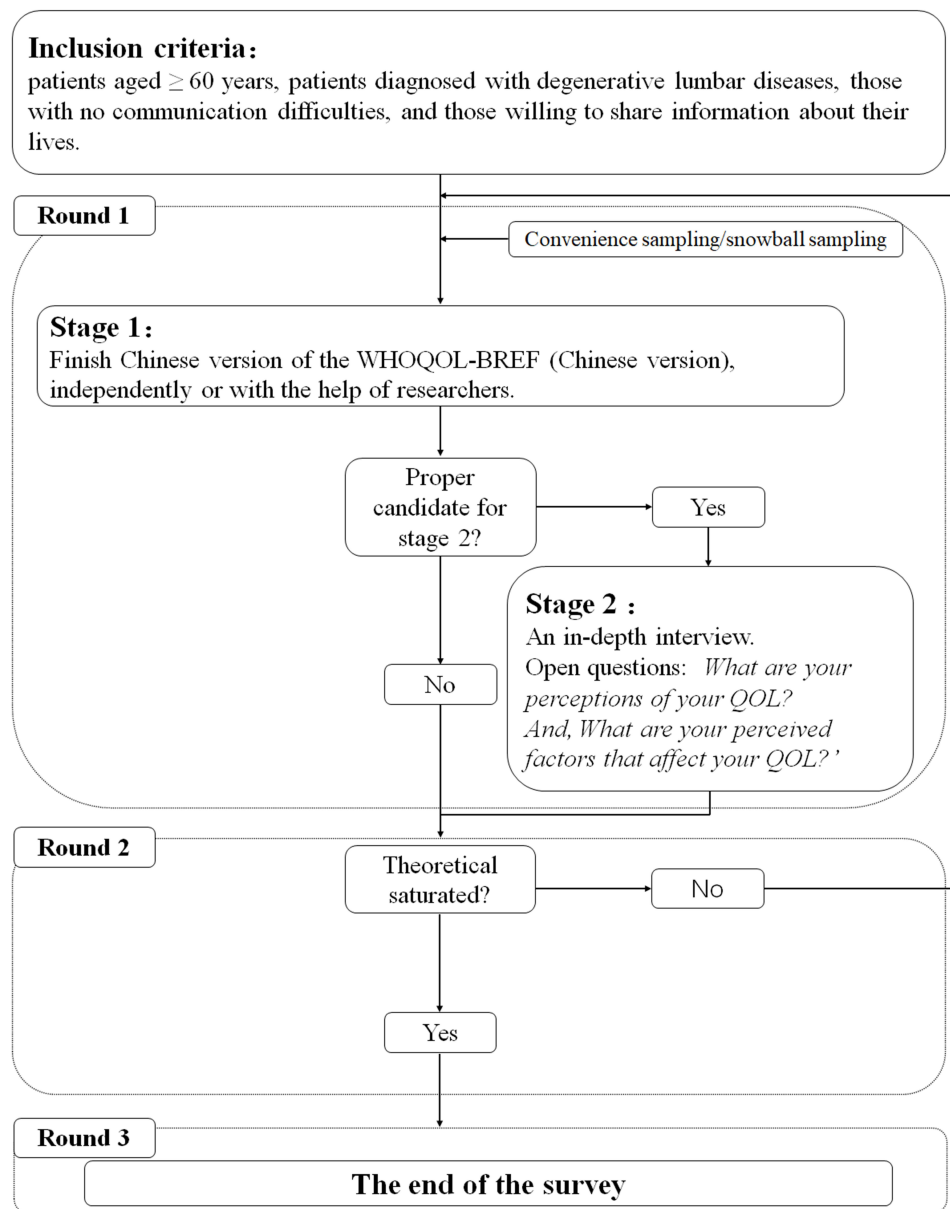 Inclusion criteria：
patients aged ≥ 60 years, patients diagnosed with degenerative lumbar diseases, those
with no communication difficulties, and those willing to share information about their
lives.
Round 1
Convenience sampling/snowball sampling
Stage 1：
Finish Chinese version of the WHOQOL-BREF (Chinese version),
independently or with the help of researchers.
Proper
candidate for
stage 2?
Yes
Stage 2：
An in-depth interview.
Open questions: What are your
perceptions of your QOL?
And, What are your perceived
factors that affect your QOL?’
No
Round 2
Theoretical
saturated?
No
Yes
Round 3
The end of the survey